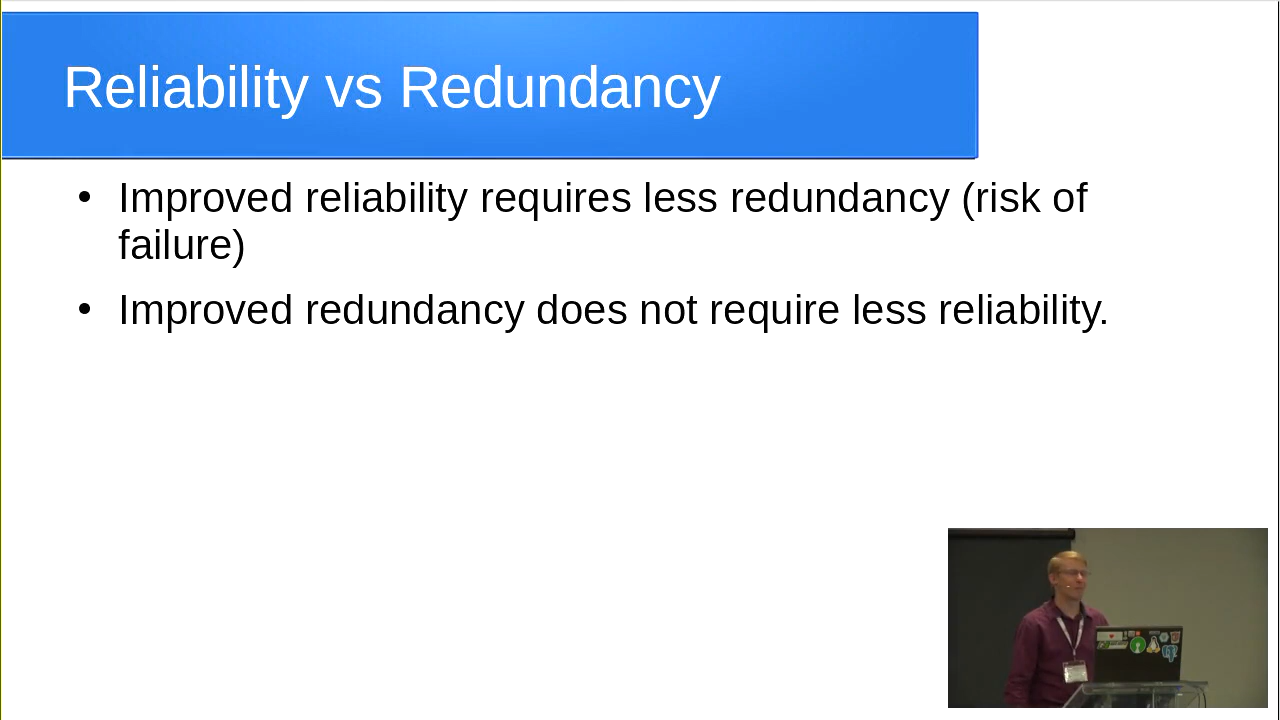 Reliability vs Redundancy
• Improved reliability requires less redundancy (risk of
failure)
• Improved redundancy does not require less reliability.